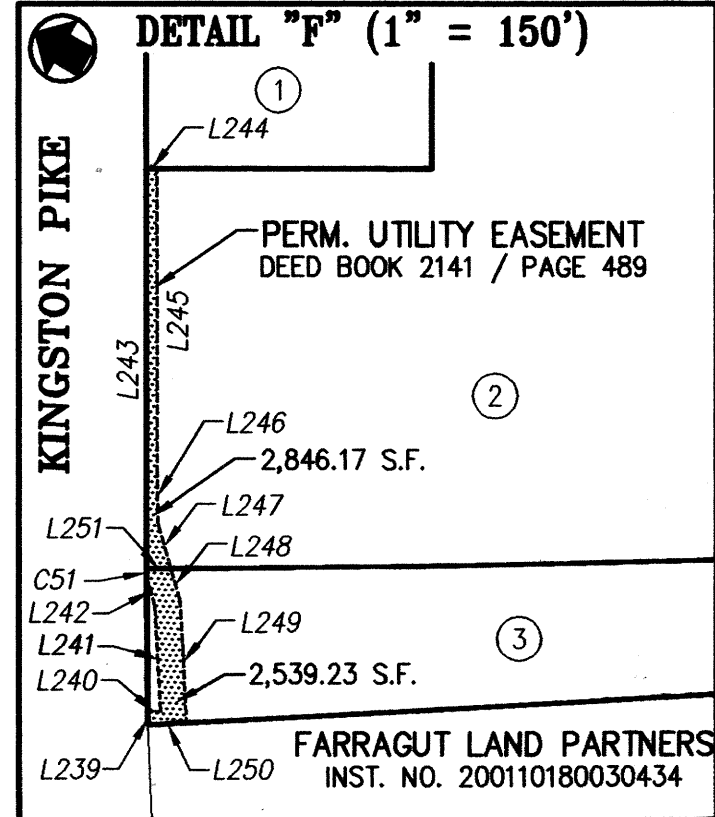 DETAIL "F" (1" = 150')
1
L244
KINGSTON PIKE
PERM. UTILITY EASEMENT
DEED BOOK 2141 / PAGE 489
L243
L245
2
L246
2,846.17 S.F.
L247
L251
L248
C51
L242
L249
L241
3
L240
2,539.23 S.F.
L239
L250
FARRAGUT LAND PARTNERS
INST. NO. 200110180030434